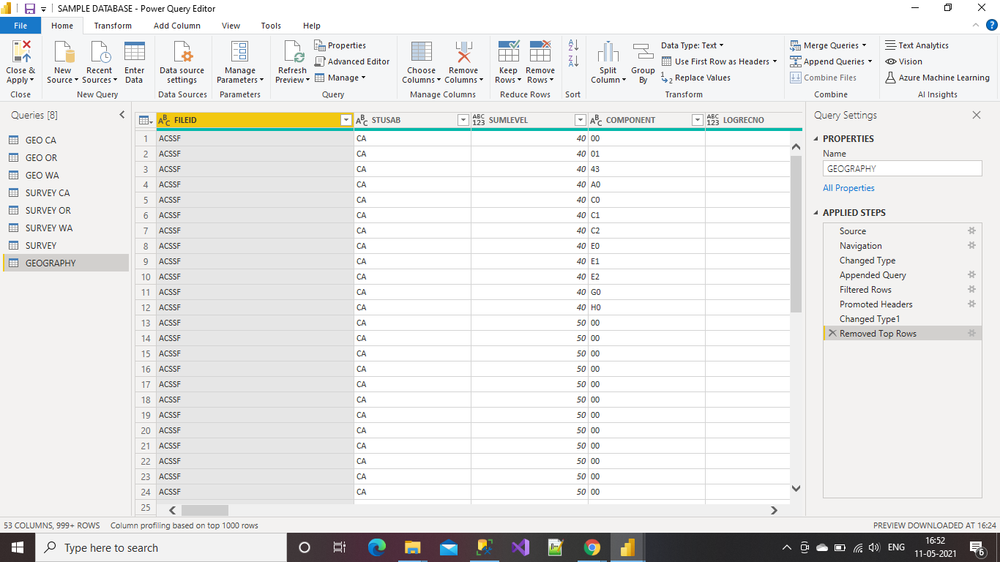 SAMPLE DATABASE - Power Query Editor
File Home Transform Add Column View Tools Help
Close & Apply
Close
New Source
Recent Sources
Enter Data
New Query
Data source settings
Data Sources
Manage Parameters
Parameters
Refresh Preview
Properties
Advanced Editor
Manage
Query
Choose Columns
Remove Columns
Manage Columns
Keep Rows
Remove Rows
Reduce Rows
Sort
Split Column
Group By
Data Type: Text
Use First Row as Headers
Replace Values
Transform
Merge Queries
Append Queries
Combine Files
Combine
Text Analytics
Vision
Azure Machine Learning
AI Insights
Queries [8]
GEO CA
GEO OR
GEO WA
SURVEY CA
SURVEY OR
SURVEY WA
SURVEY
GEOGRAPHY
ABC FILEID ABC STUSAB ABC 123 SUMLEVEL ABC COMPONENT ABC 123 LOGRECNO
1 ACSSF CA 40 00
2 ACSSF CA 40 01
3 ACSSF CA 40 43
4 ACSSF CA 40 A0
5 ACSSF CA 40 C0
6 ACSSF CA 40 C1
7 ACSSF CA 40 C2
8 ACSSF CA 40 E0
9 ACSSF CA 40 E1
10 ACSSF CA 40 E2
11 ACSSF CA 40 G0
12 ACSSF CA 40 H0
13 ACSSF CA 50 00
14 ACSSF CA 50 00
15 ACSSF CA 50 00
16 ACSSF CA 50 00
17 ACSSF CA 50 00
18 ACSSF CA 50 00
19 ACSSF CA 50 00
20 ACSSF CA 50 00
21 ACSSF CA 50 00
22 ACSSF CA 50 00
23 ACSSF CA 50 00
24 ACSSF CA 50 00
25
Query Settings
PROPERTIES
Name
GEOGRAPHY
All Properties
APPLIED STEPS
Source
Navigation
Changed Type
Appended Query
Filtered Rows
Promoted Headers
Changed Type1
Removed Top Rows
53 COLUMNS, 999+ ROWS Column profiling based on top 1000 rows PREVIEW DOWNLOADED AT 16:24
Type here to search
ENG
16:52
11-05-2021
6